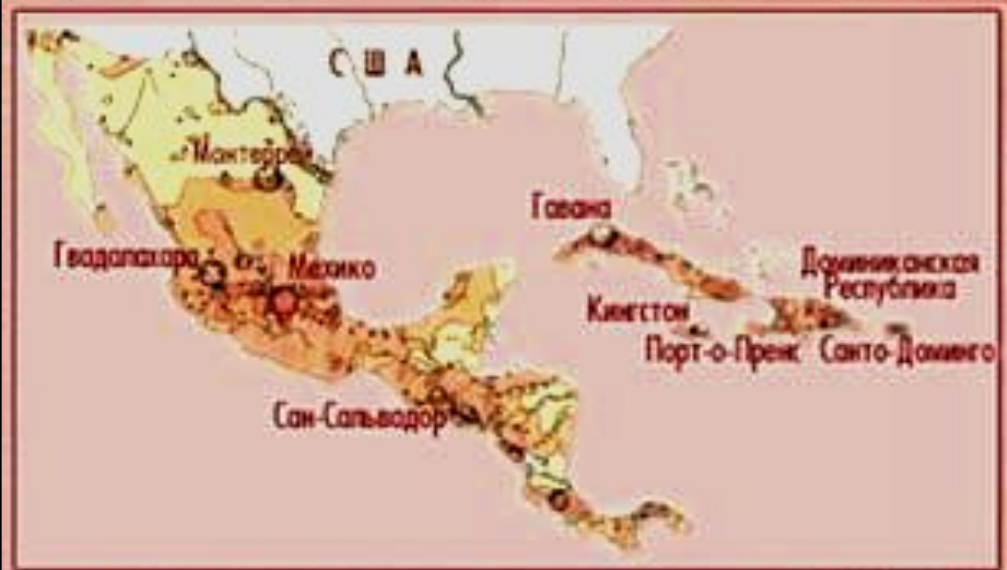 США
Монтеррей
Гавана
Гвадалахара
Мехико
Доминиканская
Республика
Кингстон
Порт-о-Пренс
Санто-Доминго
Сан-Сальвадор